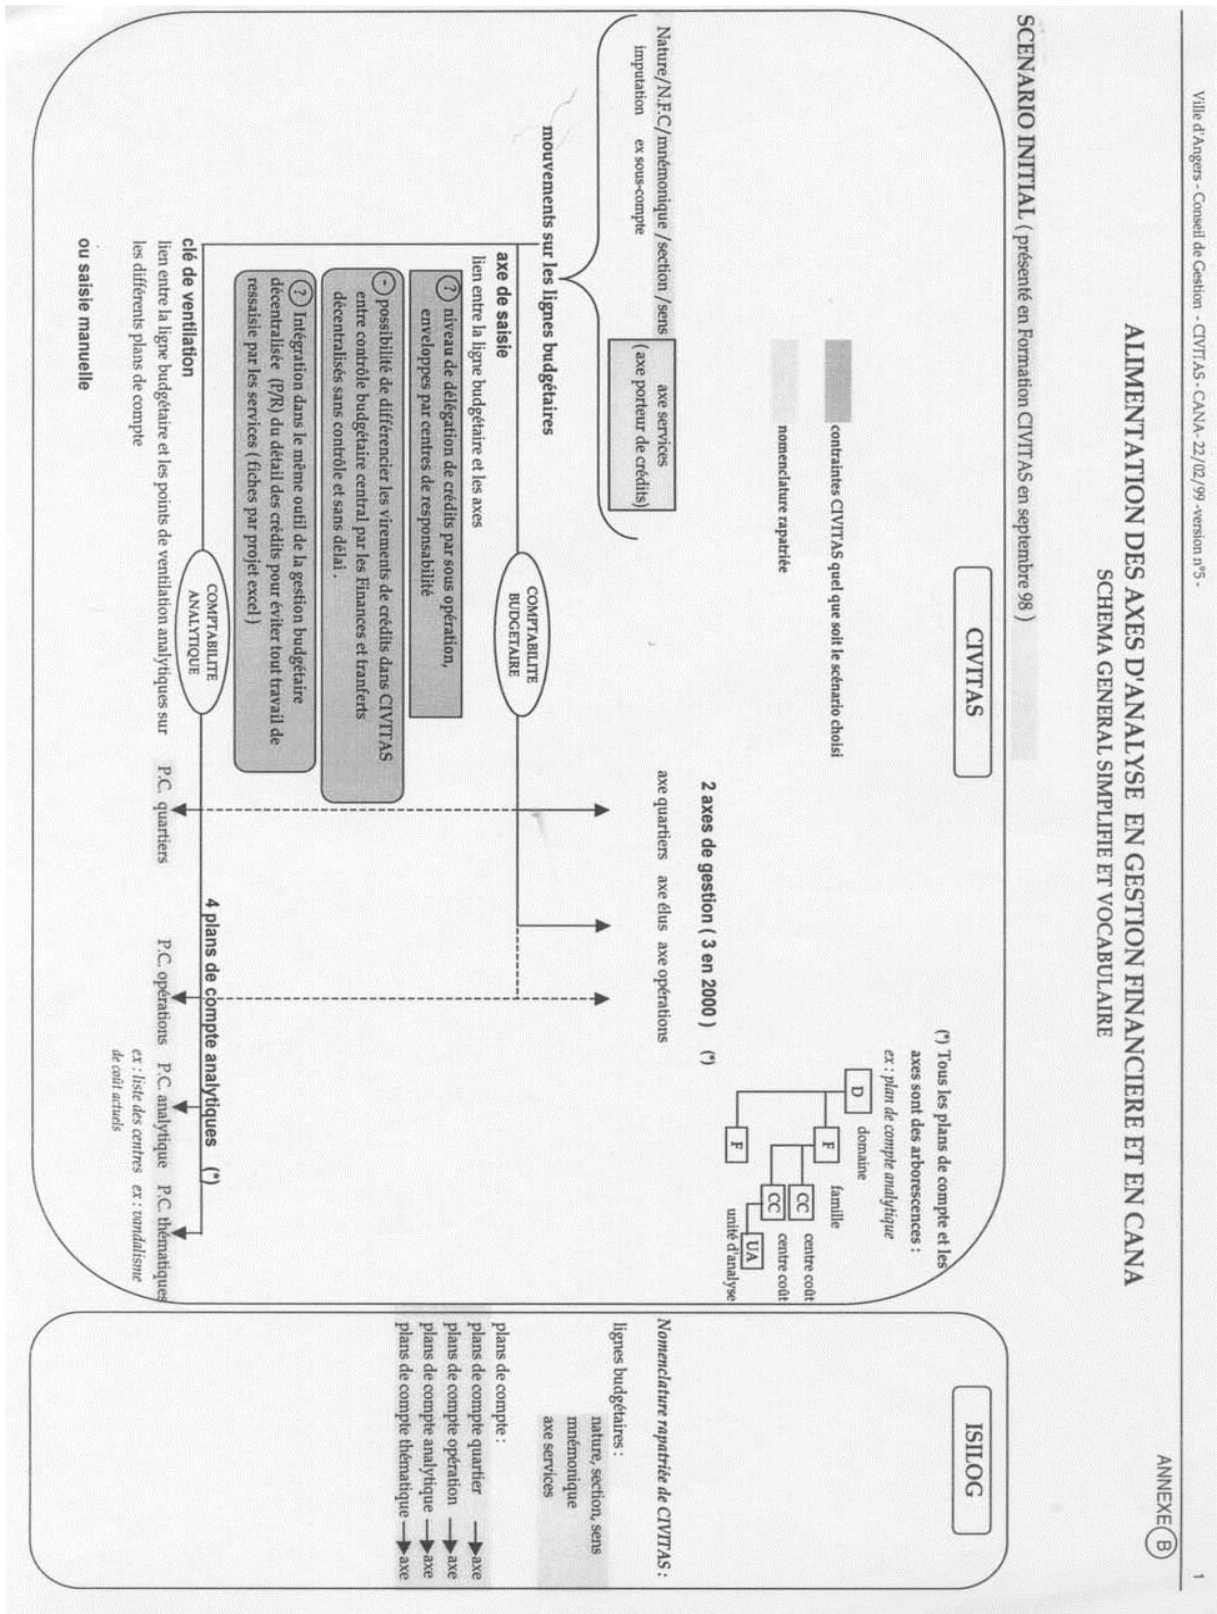 Ville d'Angers - Conseil de Gestion - CIVITAS - CANA- 22/02/99 -version n°5 -
1
ANNEXE B
ALIMENTATION DES AXES D'ANALYSE EN GESTION FINANCIERE ET EN CANA
SCHEMA GENERAL SIMPLIFIE ET VOCABULAIRE
SCENARIO INITIAL ( présenté en Formation CIVITAS en septembre 98 )
CIVITAS
contraintes CIVITAS quel que soit le scénario choisi
nomenclature rapatriée
(*) Tous les plans de compte et les
axes sont des arborescences :
ex : plan de compte analytique
D
domaine
F
famille
F
CC
centre coût
CC
centre coût
UA
unité d'analyse
2 axes de gestion ( 3 en 2000 ) (*)
Nature/N.F.C/mnémonique /section /sens
imputation ex sous-compte
axe services
( axe porteur de crédits)
axe quartiers axe élus axe opérations
mouvements sur les lignes budgétaires
axe de saisie
lien entre la ligne budgétaire et les axes
COMPTABILITE
BUDGETAIRE
? niveau de délégation de crédits par sous opération,
enveloppes par centres de responsabilité
- possibilité de différencier les virements de crédits dans CIVITAS
entre contrôle budgétaire central par les Finances et tranferts
décentralisés sans contrôle et sans délai .
? Intégration dans le même outil de la gestion budgétaire
décentralisée (P/R) du détail des crédits pour éviter tout travail de
ressaisie par les services ( fiches par projet excel )
COMPTABILITE
ANALYTIQUE
4 plans de compte analytiques (*)
clé de ventilation
lien entre la ligne budgétaire et les points de ventilation analytiques sur
les différents plans de compte
P.C. quartiers P.C. opérations P.C. analytique P.C. thématiques
ex : liste des centres ex : vandalisme
de coût actuels
ou saisie manuelle
ISILOG
Nomenclature rapatriée de CIVITAS :
lignes budgétaires :
nature, section, sens
mnémonique
axe services
plans de compte :
plans de compte quartier axe
plans de compte opération axe
plans de compte analytique axe
plans de compte thématique axe